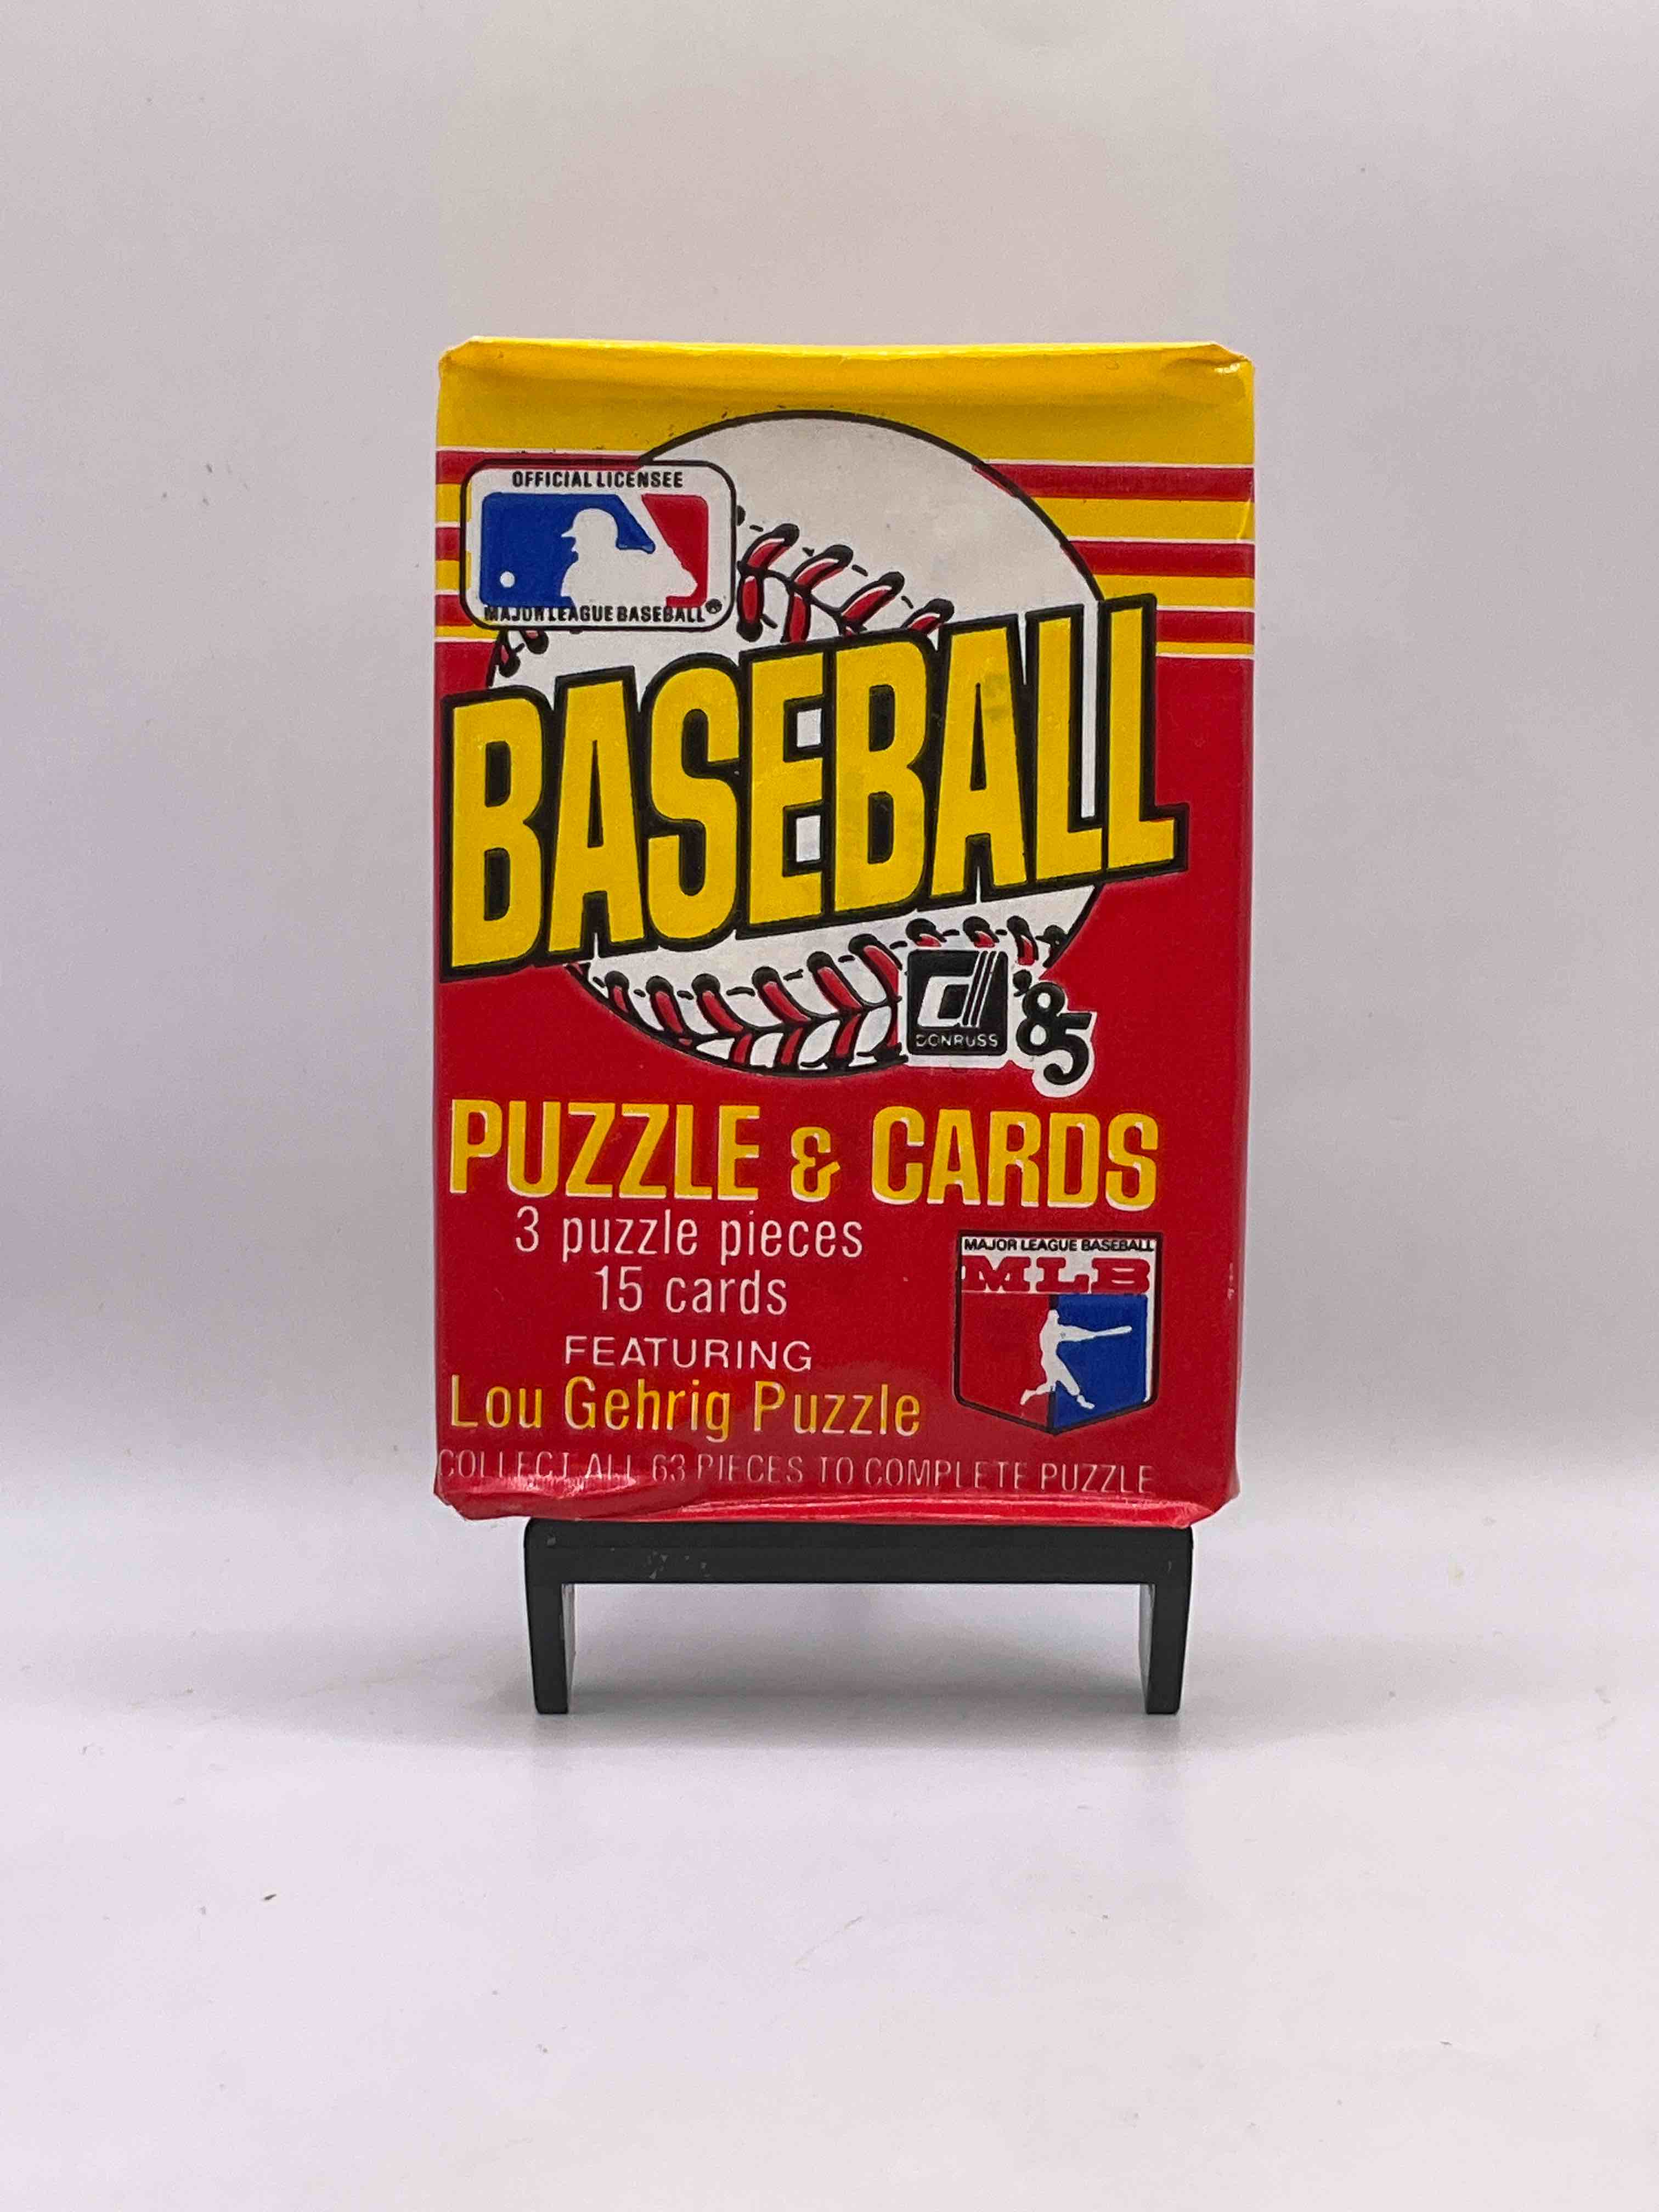 OFFICIAL LICENSEE
MAJOR LEAGUE BASEBALL®
BASEBALL
DONRUSS
'85
PUZZLE & CARDS
3 puzzle pieces
15 cards
FEATURING
Lou Gehrig Puzzle
MAJOR LEAGUE BASEBALL
MLB
COLLECT ALL 63 PIECES TO COMPLETE PUZZLE